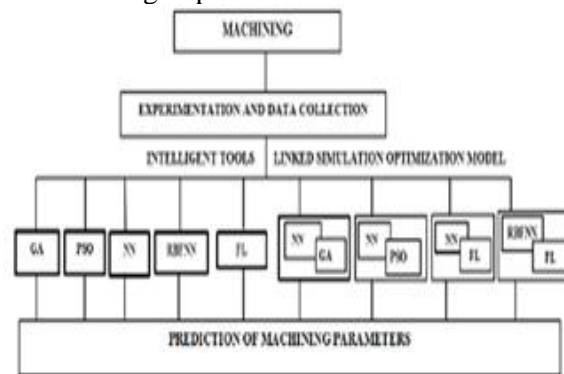 MACHINING
EXPERIMENTATION AND DATA COLLECTION
INTELLIGENT TOOLS LINKED SIMULATION OPTIMIZATION MODEL
GA PSO NN RBFNN FL NN GA NN PSO NN FL RBFNN FL
PREDICTION OF MACHINING PARAMETERS